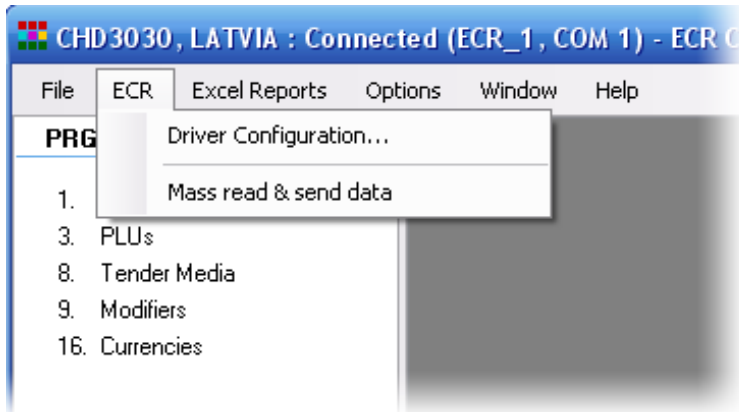 CHD3030, LATVIA : Connected (ECR_1, COM 1) - ECR
File ECR Excel Reports Options Window Help
PRG
Driver Configuration...
Mass read & send data
1.
3. PLUs
8. Tender Media
9. Modifiers
16. Currencies